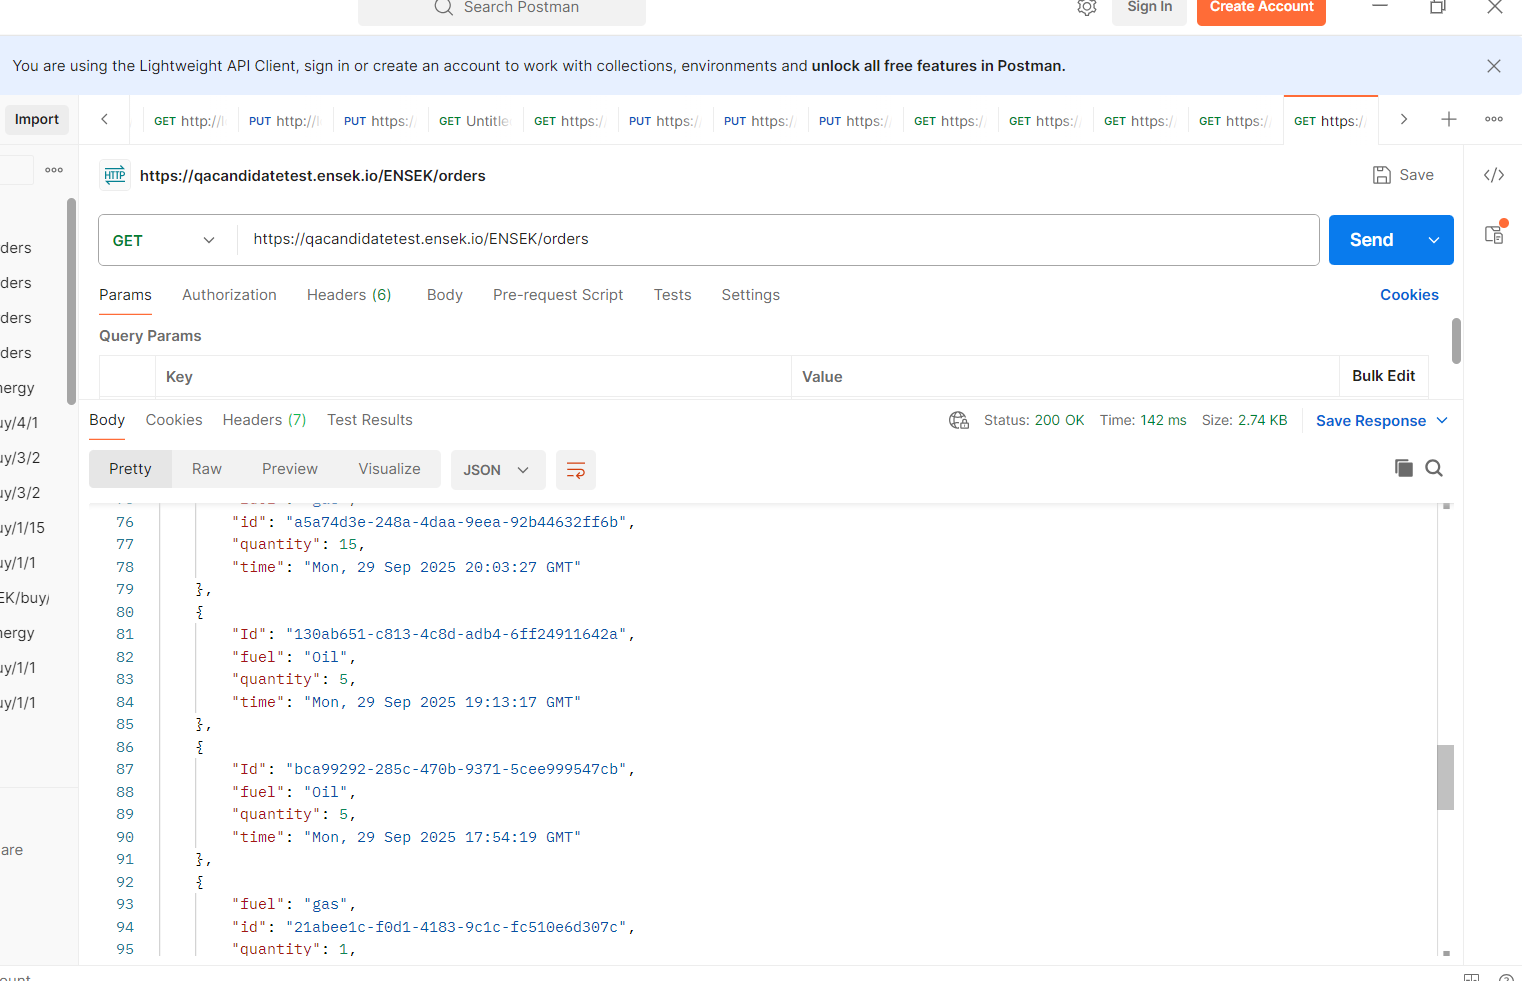 Search Postman
Sign In
Create Account
You are using the Lightweight API Client, sign in or create an account to work with collections, environments and unlock all free features in Postman.
Import
GET http://
PUT http://
PUT https:/
GET Untitle
GET https:/
PUT https:/
PUT https:/
PUT https:/
GET https:/
GET https:/
GET https:/
GET https:/
GET https:/
HTTP
https://qacandidatetest.ensek.io/ENSEK/orders
Save
GET
https://qacandidatetest.ensek.io/ENSEK/orders
Send
Params
Authorization
Headers (6)
Body
Pre-request Script
Tests
Settings
Cookies
Query Params
Key
Value
Bulk Edit
ders
ders
ders
ders
nergy
uy/4/1
uy/3/2
uy/3/2
uy/1/15
uy/1/1
EK/buy/
nergy
uy/1/1
uy/1/1
are
Body
Cookies
Headers (7)
Test Results
Status: 200 OK
Time: 142 ms
Size: 2.74 KB
Save Response
Pretty
Raw
Preview
Visualize
JSON
76 "id": "a5a74d3e-248a-4daa-9eea-92b44632ff6b",
77 "quantity": 15,
78 "time": "Mon, 29 Sep 2025 20:03:27 GMT"
79 },
80 {
81 "Id": "130ab651-c813-4c8d-adb4-6ff24911642a",
82 "fuel": "Oil",
83 "quantity": 5,
84 "time": "Mon, 29 Sep 2025 19:13:17 GMT"
85 },
86 {
87 "Id": "bca99292-285c-470b-9371-5cee999547cb",
88 "fuel": "Oil",
89 "quantity": 5,
90 "time": "Mon, 29 Sep 2025 17:54:19 GMT"
91 },
92 {
93 "fuel": "gas",
94 "id": "21abee1c-f0d1-4183-9c1c-fc510e6d307c",
95 "quantity": 1,